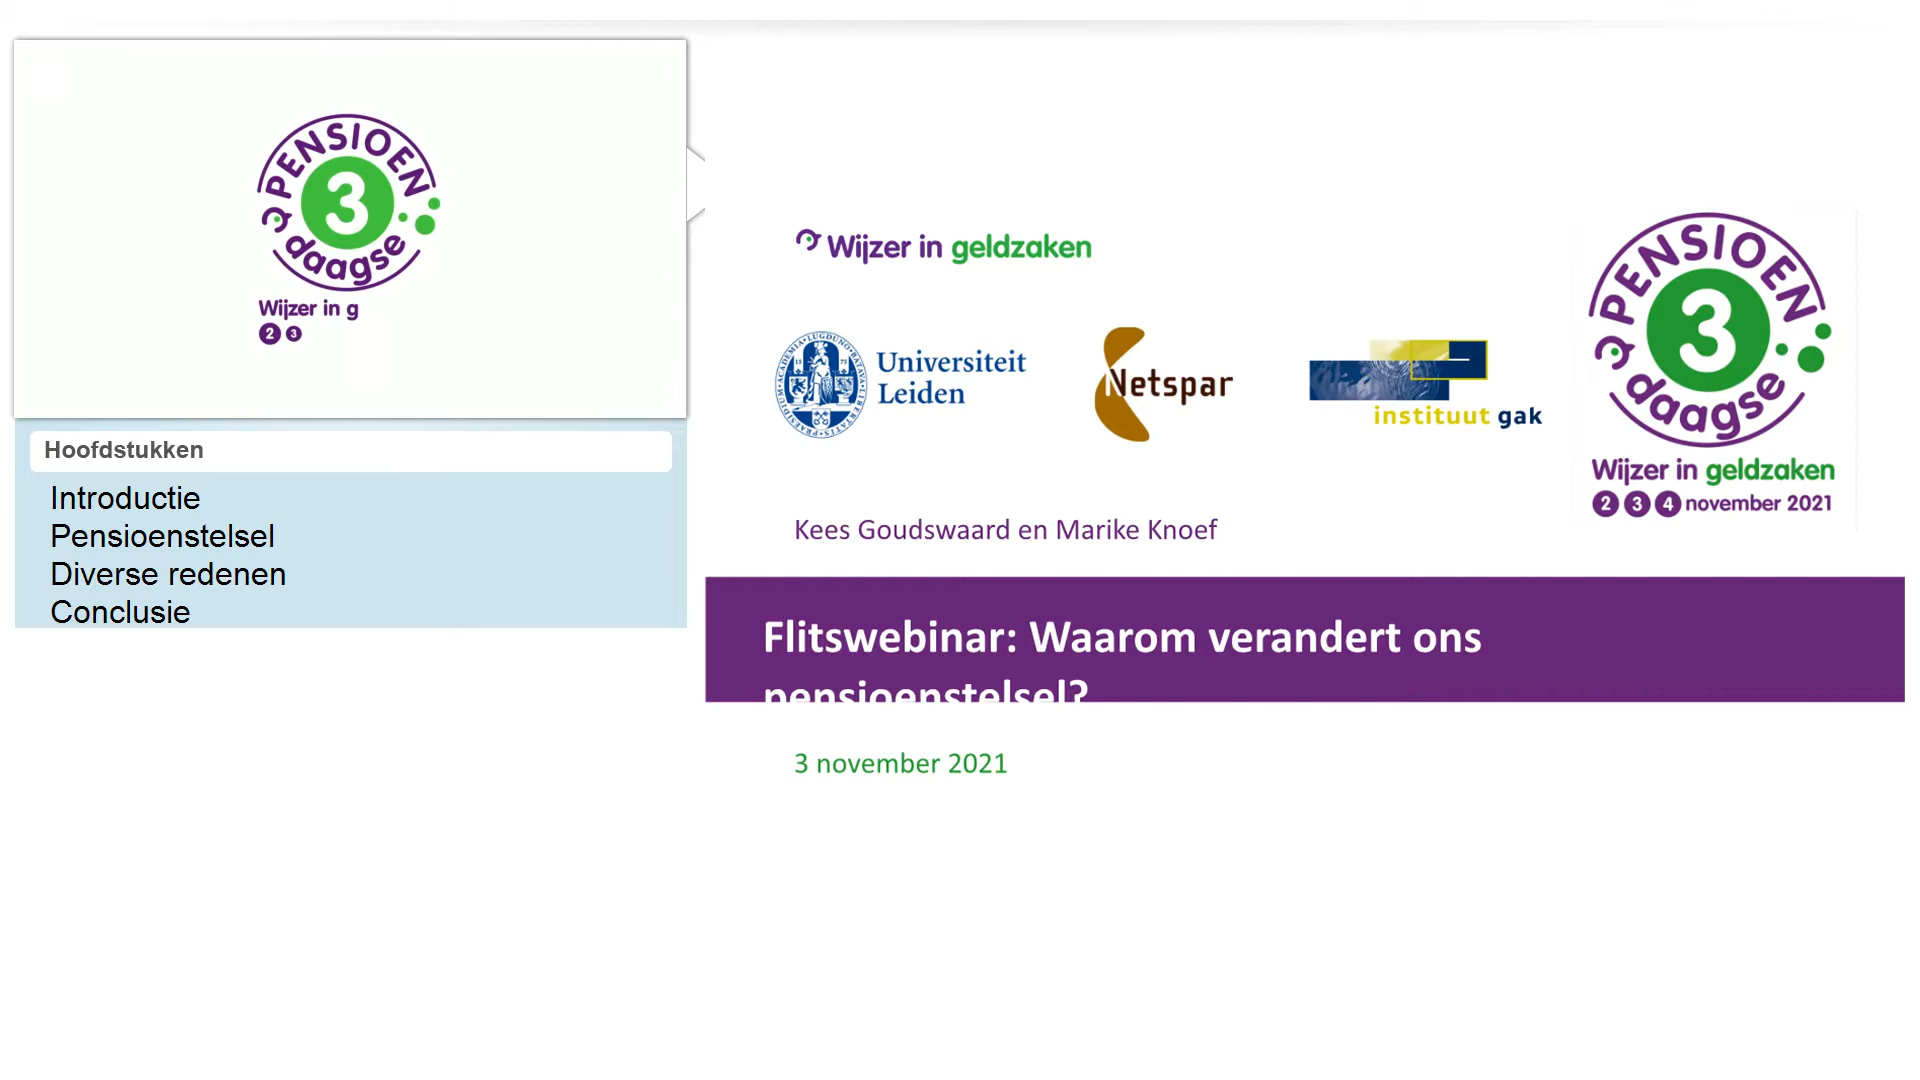 PENSIOEN
3
daagse
Wijzer in g
2 3
Hoofdstukken
Introductie
Pensioenstelsel
Diverse redenen
Conclusie
Wijzer in geldzaken
Universiteit
Leiden
Netspar
instituut gak
PENSIOEN
3
daagse
Wijzer in geldzaken
2 3 4 november 2021
Kees Goudswaard en Marike Knoef
Flitswebinar: Waarom verandert ons
pensioenstelsel?
3 november 2021